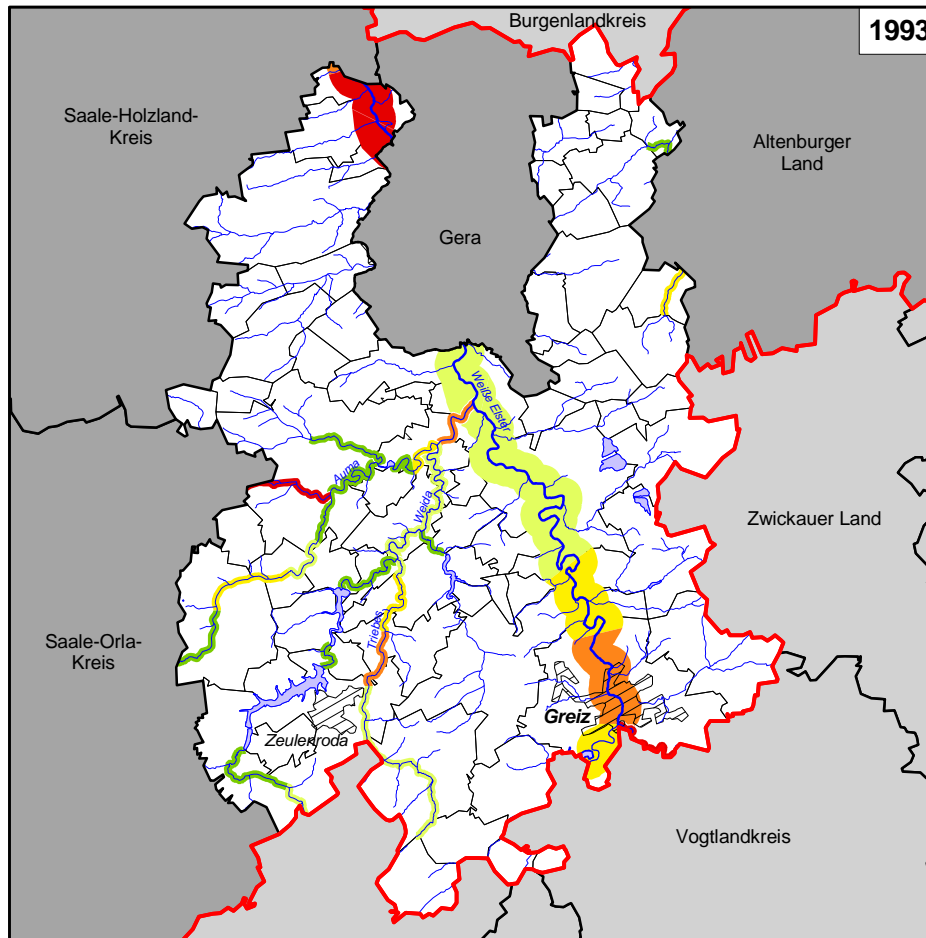 Burgenlandkreis
1993
Saale-Holzland-
Kreis
Altenburger
Land
Gera
Weiße Elster
Auma
Weida
Zwickauer Land
Triebes
Saale-Orla-
Kreis
Greiz
Zeulenroda
Vogtlandkreis